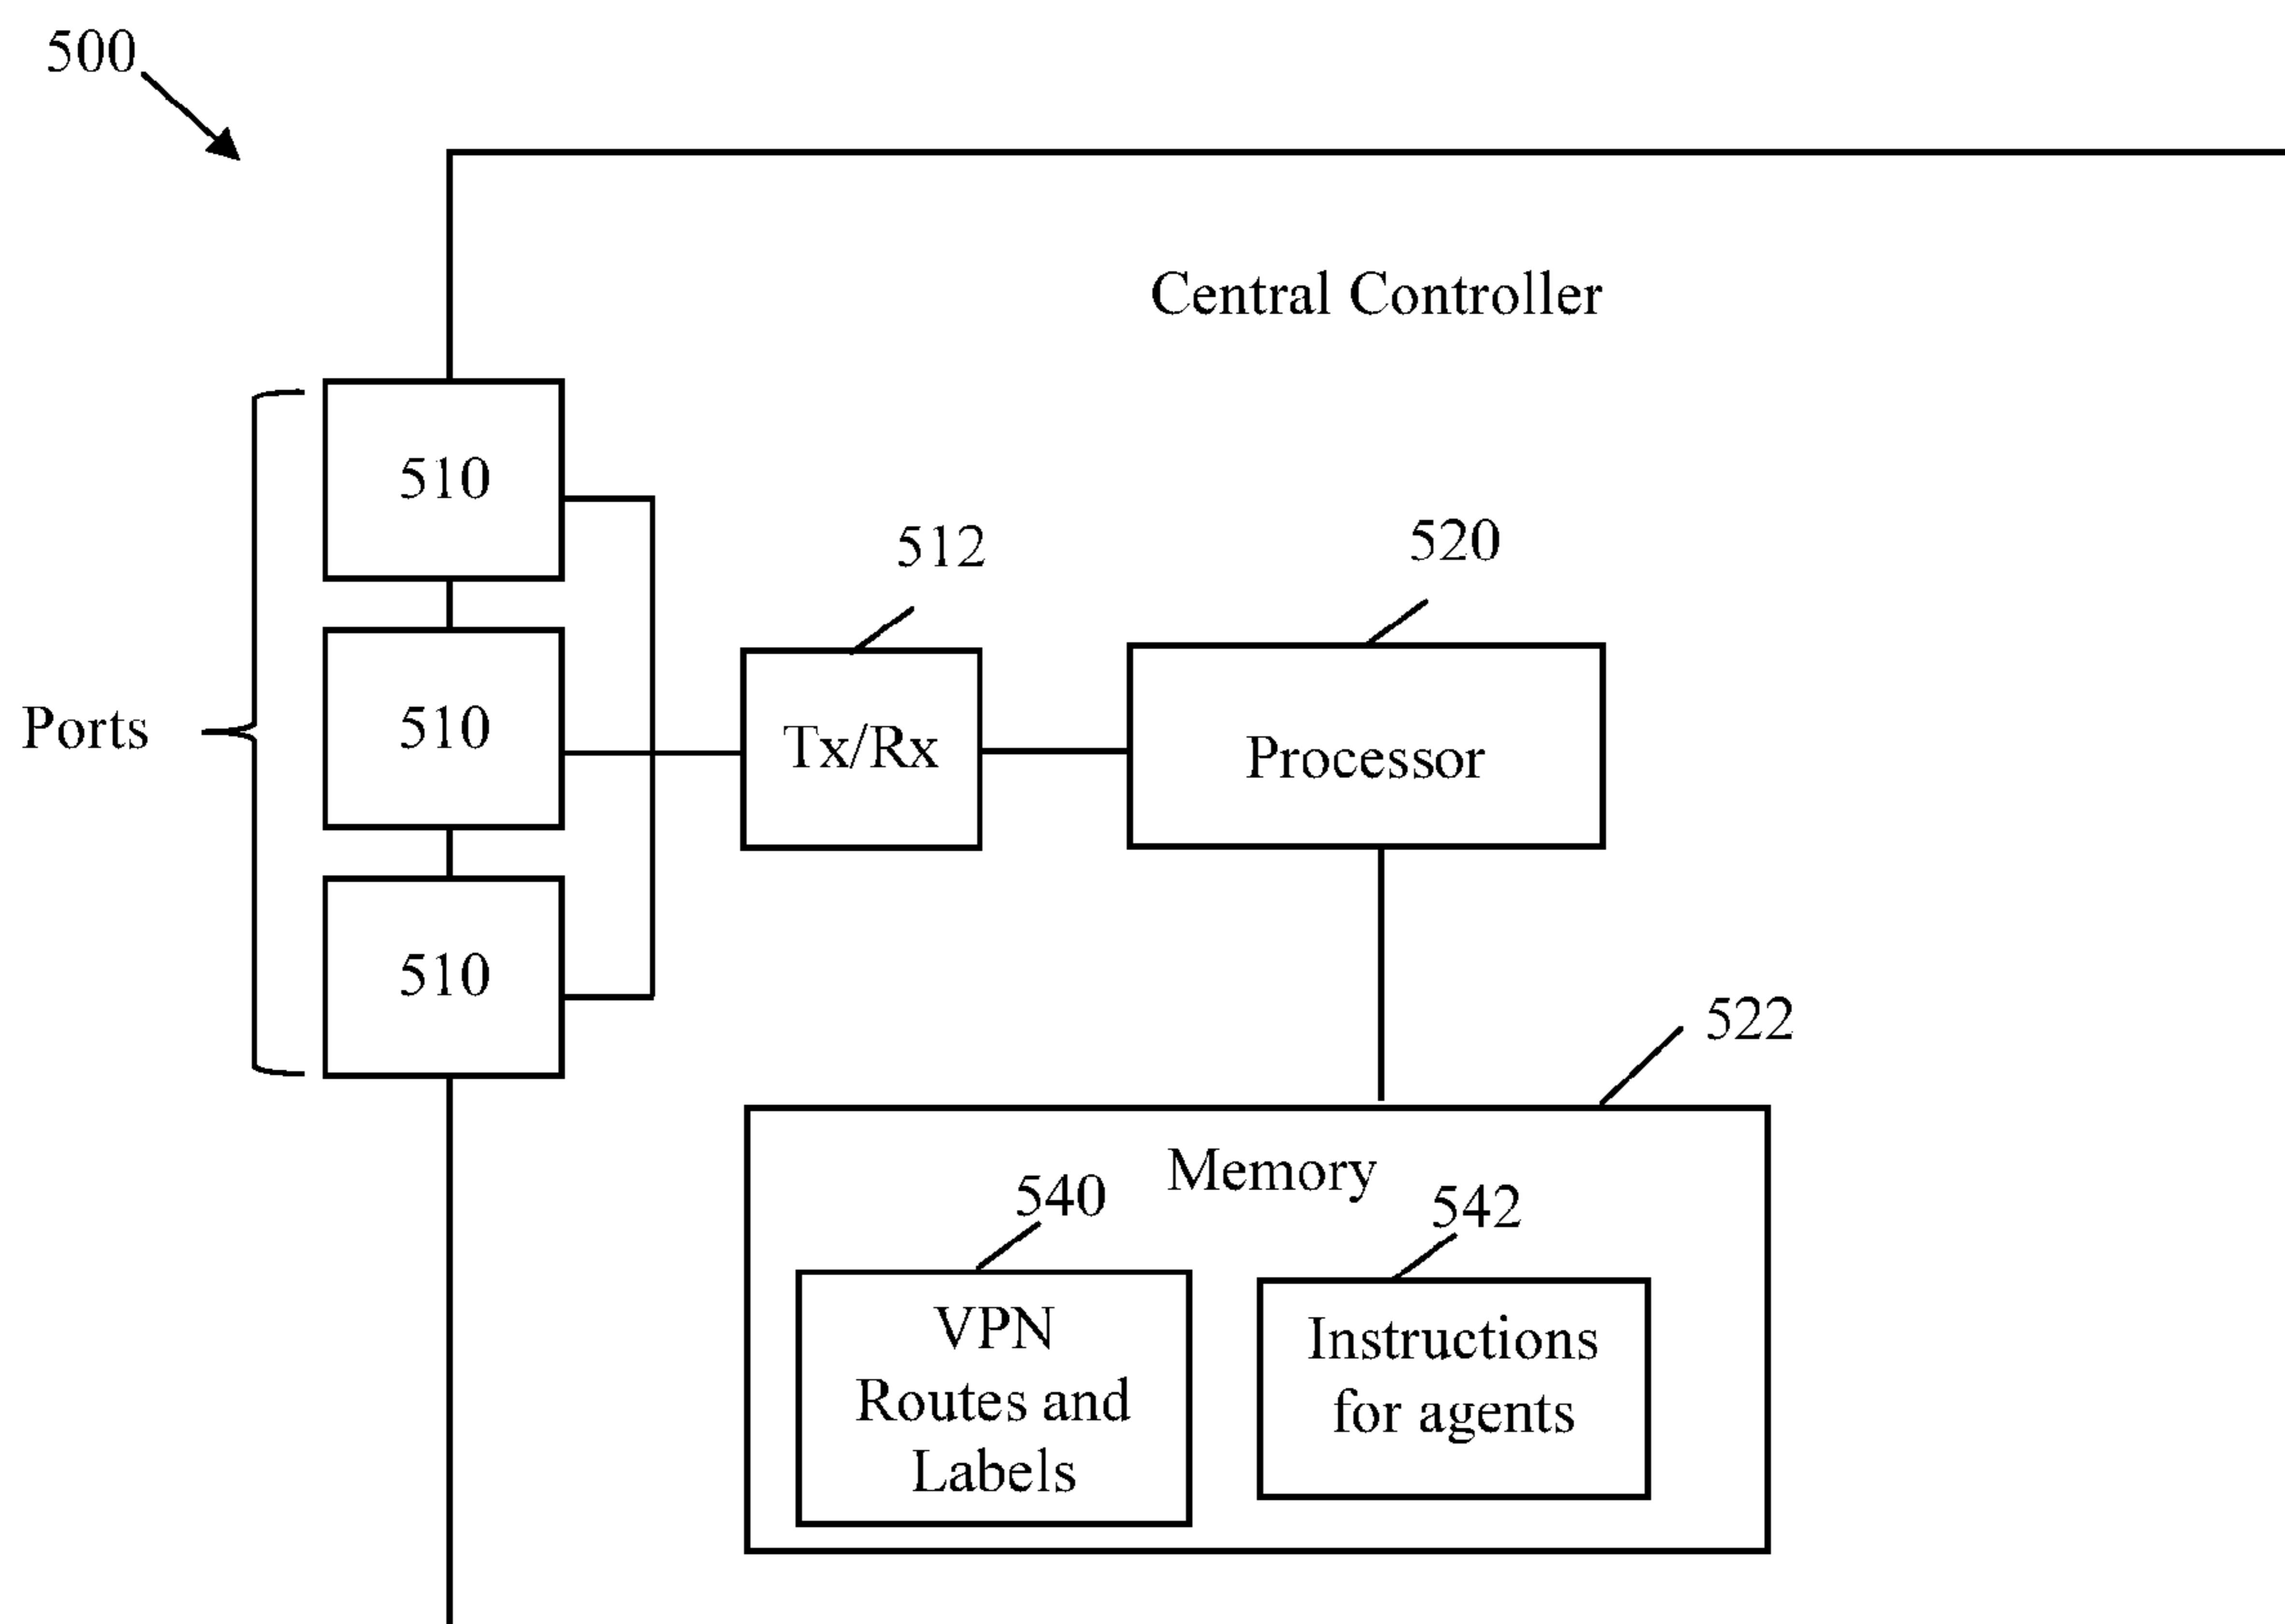 500
Central Controller
510
512
520
Ports
510
Tx/Rx
Processor
510
522
Memory
540
542
VPN
Routes and
Labels
Instructions
for agents